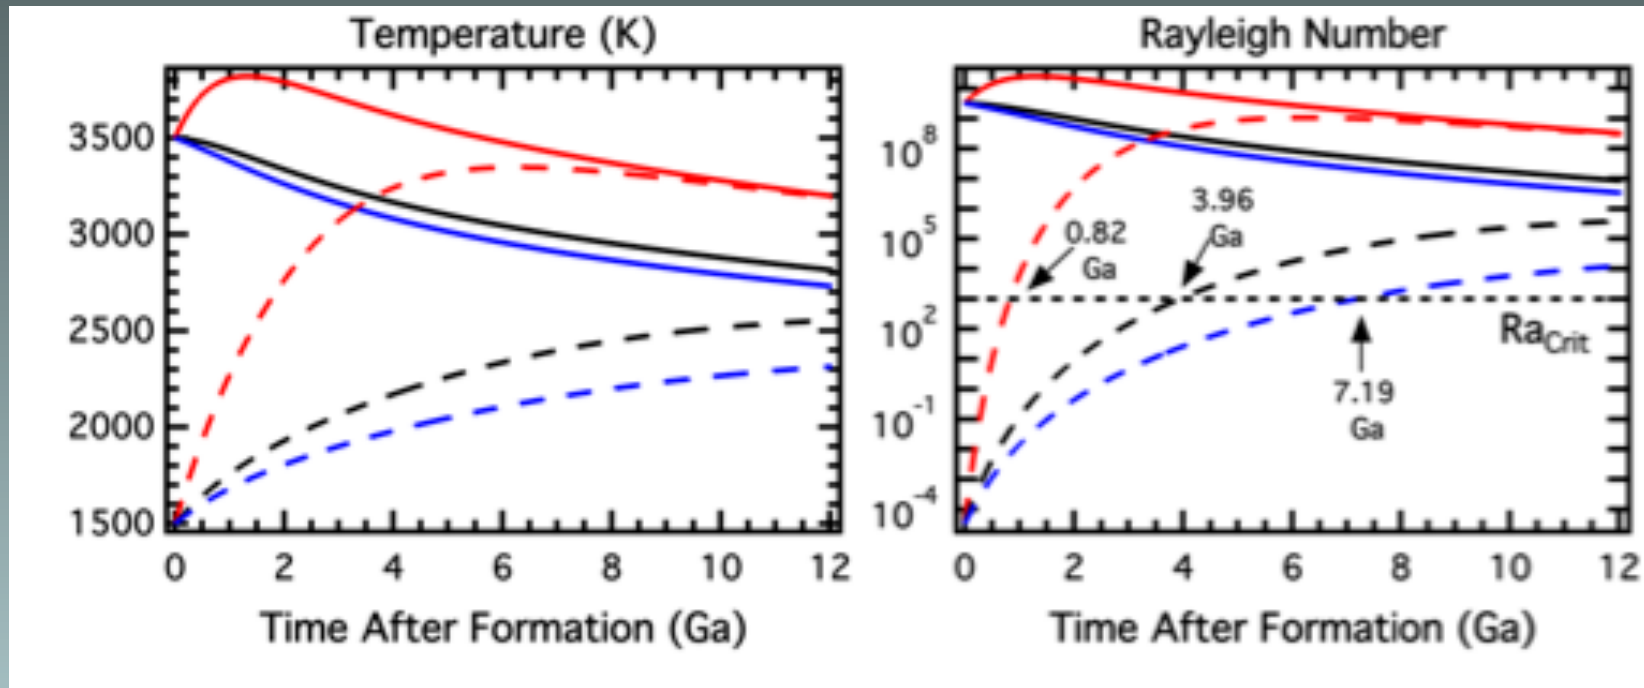 Temperature (K)
3500
3000
2500
2000
1500
0 2 4 6 8 10 12
Time After Formation (Ga)
Rayleigh Number
10^8
10^5
10^2
10^-1
10^-4
0.82
Ga
3.96
Ga
7.19
Ga
Ra_Crit
0 2 4 6 8 10 12
Time After Formation (Ga)